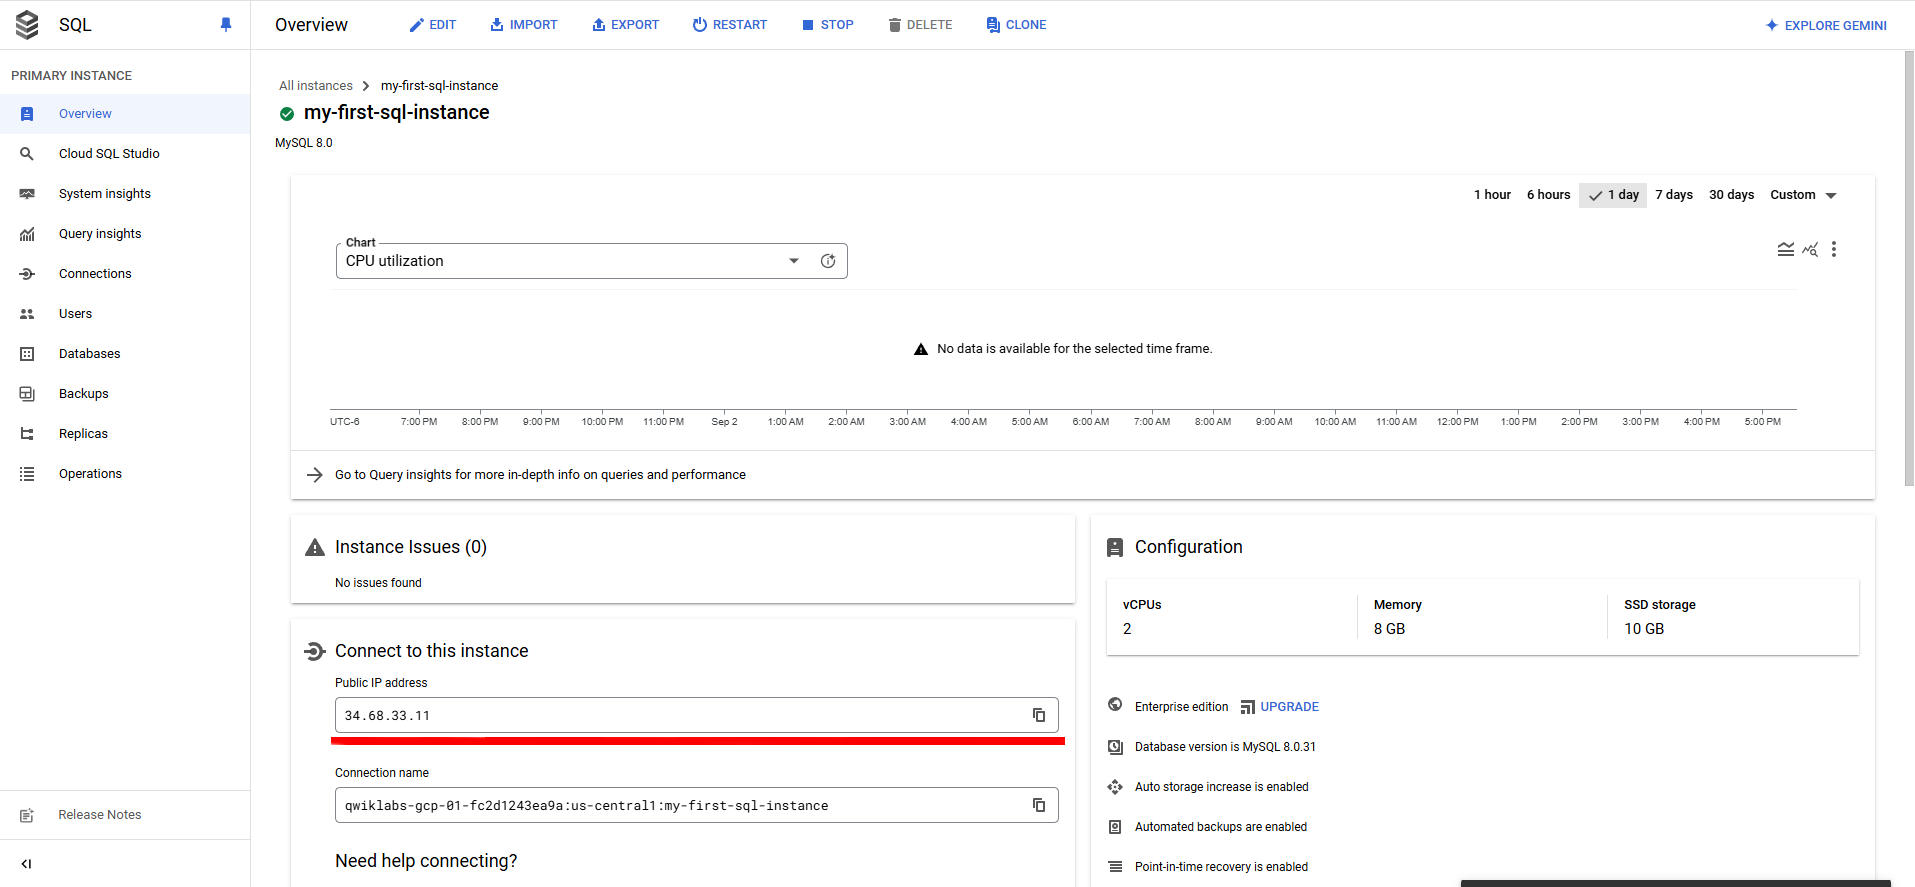 SQL
Overview
EDIT
IMPORT
EXPORT
RESTART
STOP
DELETE
CLONE
EXPLORE GEMINI
PRIMARY INSTANCE
Overview
Cloud SQL Studio
System insights
Query insights
Connections
Users
Databases
Backups
Replicas
Operations
Release Notes
All instances
my-first-sql-instance
my-first-sql-instance
MySQL 8.0
1 hour
6 hours
1 day
7 days
30 days
Custom
Chart
CPU utilization
No data is available for the selected time frame.
UTC-6
7:00 PM
8:00 PM
9:00 PM
10:00 PM
11:00 PM
Sep 2
1:00 AM
2:00 AM
3:00 AM
4:00 AM
5:00 AM
6:00 AM
7:00 AM
8:00 AM
9:00 AM
10:00 AM
11:00 AM
12:00 PM
1:00 PM
2:00 PM
3:00 PM
4:00 PM
5:00 PM
Go to Query insights for more in-depth info on queries and performance
Instance Issues (0)
No issues found
Connect to this instance
Public IP address
34.68.33.11
Connection name
qwiklabs-gcp-01-fc2d1243ea9a:us-central1:my-first-sql-instance
Need help connecting?
Configuration
vCPUs
2
Memory
8 GB
SSD storage
10 GB
Enterprise edition
UPGRADE
Database version is MySQL 8.0.31
Auto storage increase is enabled
Automated backups are enabled
Point-in-time recovery is enabled